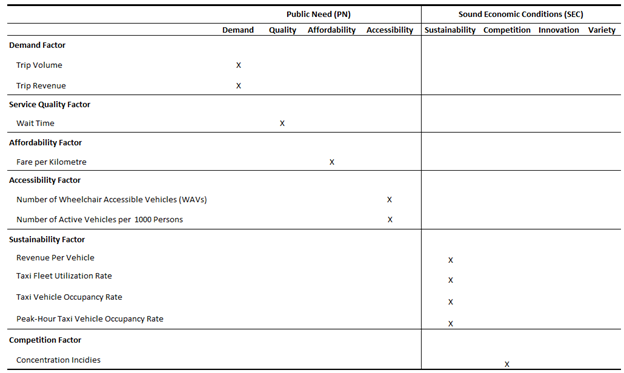 Public Need (PN) Sound Economic Conditions (SEC)
Demand Quality Affordability Accessibility Sustainability Competition Innovation Variety
Demand Factor
Trip Volume X
Trip Revenue X
Service Quality Factor
Wait Time X
Affordability Factor
Fare per Kilometre X
Accessibility Factor
Number of Wheelchair Accessible Vehicles (WAVs) X
Number of Active Vehicles per 1000 Persons X
Sustainability Factor
Revenue Per Vehicle X
Taxi Fleet Utilization Rate X
Taxi Vehicle Occupancy Rate X
Peak-Hour Taxi Vehicle Occupancy Rate X
Competition Factor
Concentration Incidies X